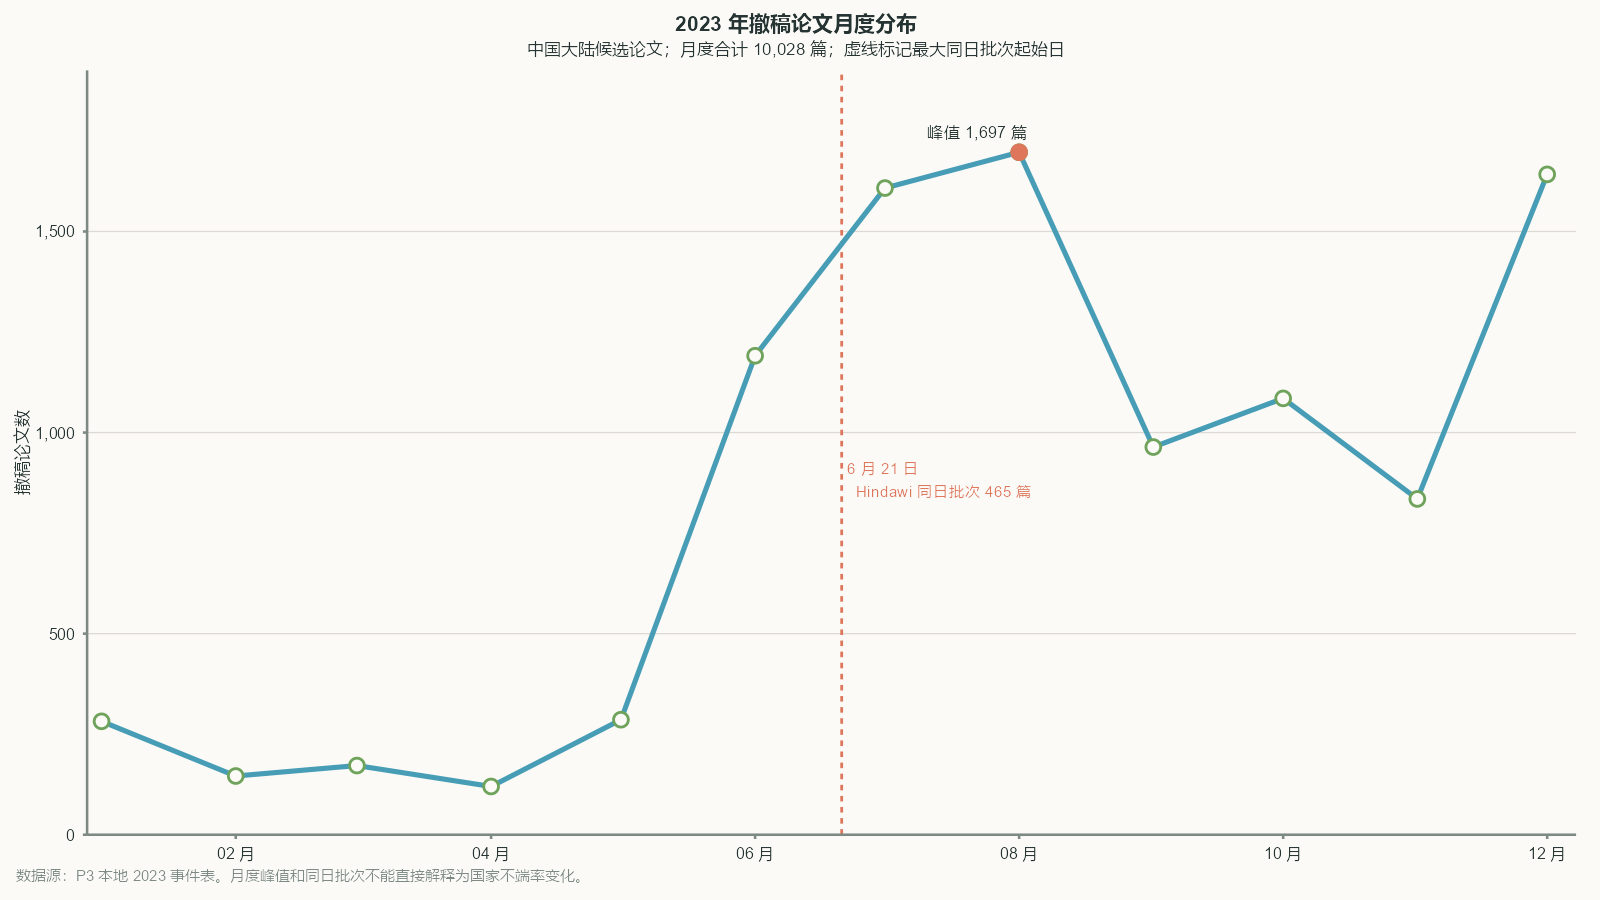 2023 年撤稿论文月度分布
中国大陆候选论文；月度合计 10,028 篇；虚线标记最大同日批次起始日
峰值 1,697 篇
撤稿论文数
1,500
1,000
500
0
6 月 21 日
Hindawi 同日批次 465 篇
02 月
04 月
06 月
08 月
10 月
12 月
数据源：P3 本地 2023 事件表。月度峰值和同日批次不能直接解释为国家不端率变化。